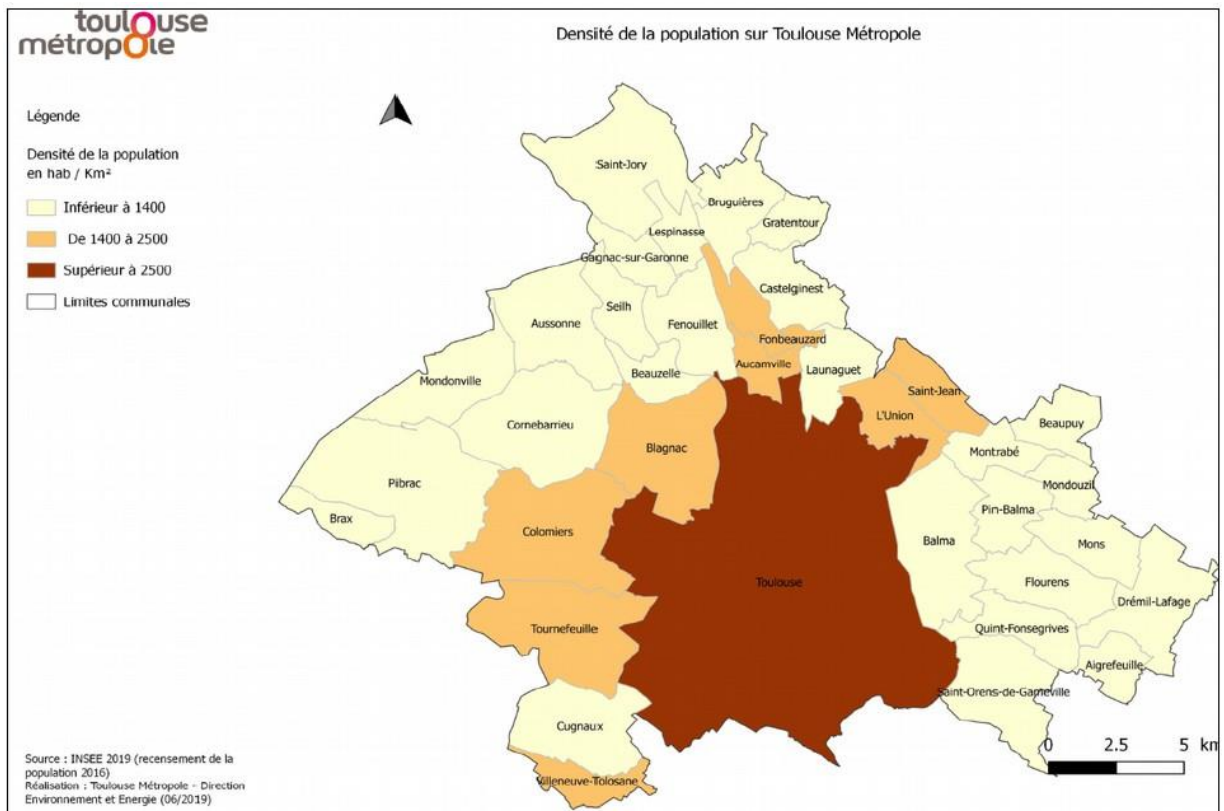 toulouse
métropole
Densité de la population sur Toulouse Métropole
Légende
Densité de la population
en hab / Km²
Inférieur à 1400
De 1400 à 2500
Supérieur à 2500
Limites communales
Saint-Jory
Bruguières
Gratentour
Lespinasse
Gagnac-sur-Garonne
Castelginest
Seilh
Aussonne
Fenouillet
Fonbeauzard
Aucamville
Launaguet
Beauzelle
Mondonville
Saint-Jean
L'Union
Beaupuy
Cornebarrieu
Blagnac
Montrabé
Pibrac
Mondouzil
Pin-Balma
Brax
Colomiers
Balma
Mons
Toulouse
Flourens
Drémil-Lafage
Tournefeuille
Quint-Fonsegrives
Aigrefeuille
Saint-Orens-de-Gameville
Cugnaux
Villeneuve-Tolosane
0 2.5 5 km
Source : INSEE 2019 (recensement de la
population 2016)
Réalisation : Toulouse Métropole - Direction
Environnement et Energie (06/2019)